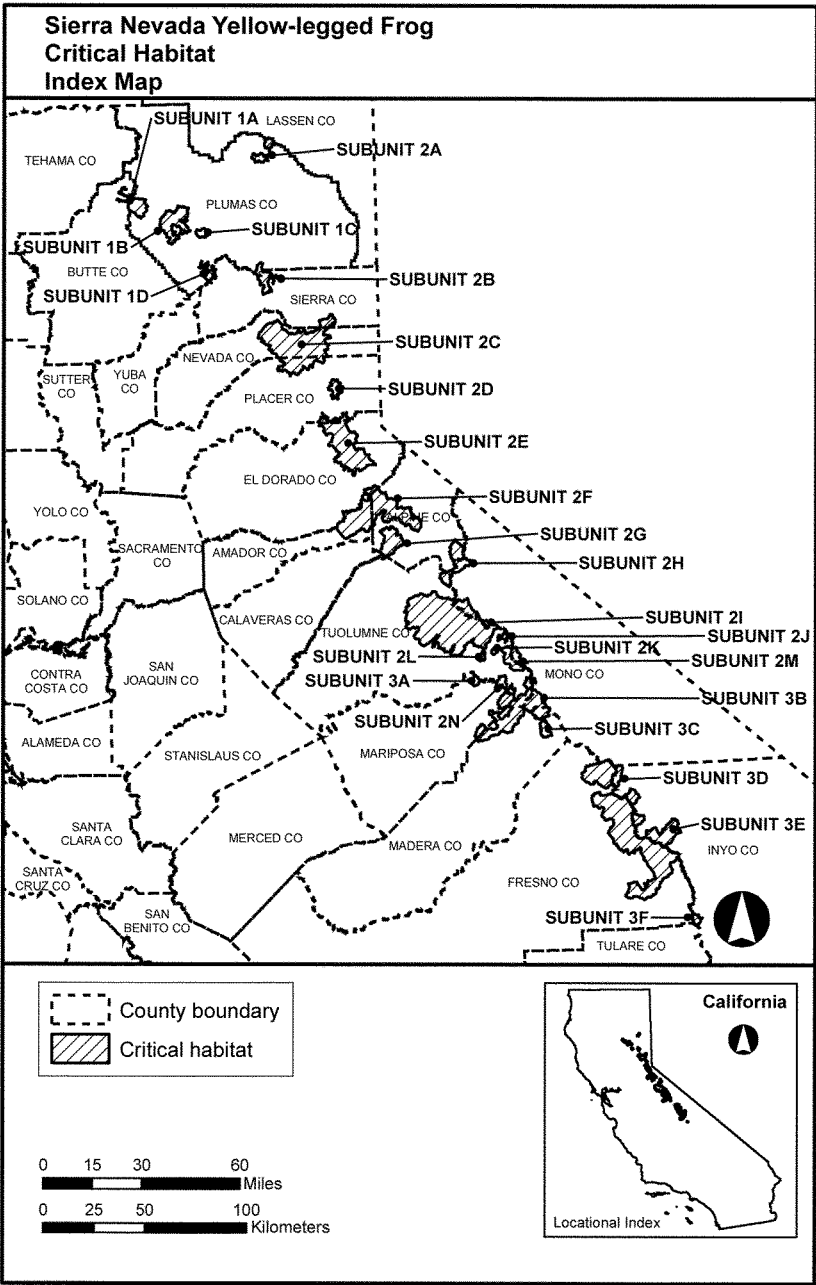 Sierra Nevada Yellow-legged Frog
Critical Habitat
Index Map
SUBUNIT 1A
LASSEN CO
SUBUNIT 2A
TEHAMA CO
PLUMAS CO
SUBUNIT 1C
SUBUNIT 1B
BUTTE CO
SUBUNIT 2B
SUBUNIT 1D
SIERRA CO
SUBUNIT 2C
NEVADA CO
YUBA
CO
SUTTER
CO
SUBUNIT 2D
PLACER CO
SUBUNIT 2E
EL DORADO CO
SUBUNIT 2F
YOLO CO
ALPINE CO
SUBUNIT 2G
SACRAMENTO
CO
AMADOR CO
SUBUNIT 2H
SOLANO CO
CALAVERAS CO
SUBUNIT 2I
TUOLUMNE CO
SUBUNIT 2J
SUBUNIT 2K
SUBUNIT 2L
SUBUNIT 2M
CONTRA
COSTA CO
SAN
JOAQUIN CO
MONO CO
SUBUNIT 3A
SUBUNIT 3B
SUBUNIT 2N
SUBUNIT 3C
ALAMEDA CO
STANISLAUS CO
MARIPOSA CO
SUBUNIT 3D
SUBUNIT 3E
SANTA
CLARA CO
MERCED CO
MADERA CO
INYO CO
SANTA
CRUZ CO
FRESNO CO
SAN
BENITO CO
SUBUNIT 3F
TULARE CO
County boundary
Critical habitat
California
0 15 30 60
Miles
0 25 50 100
Kilometers
Locational Index